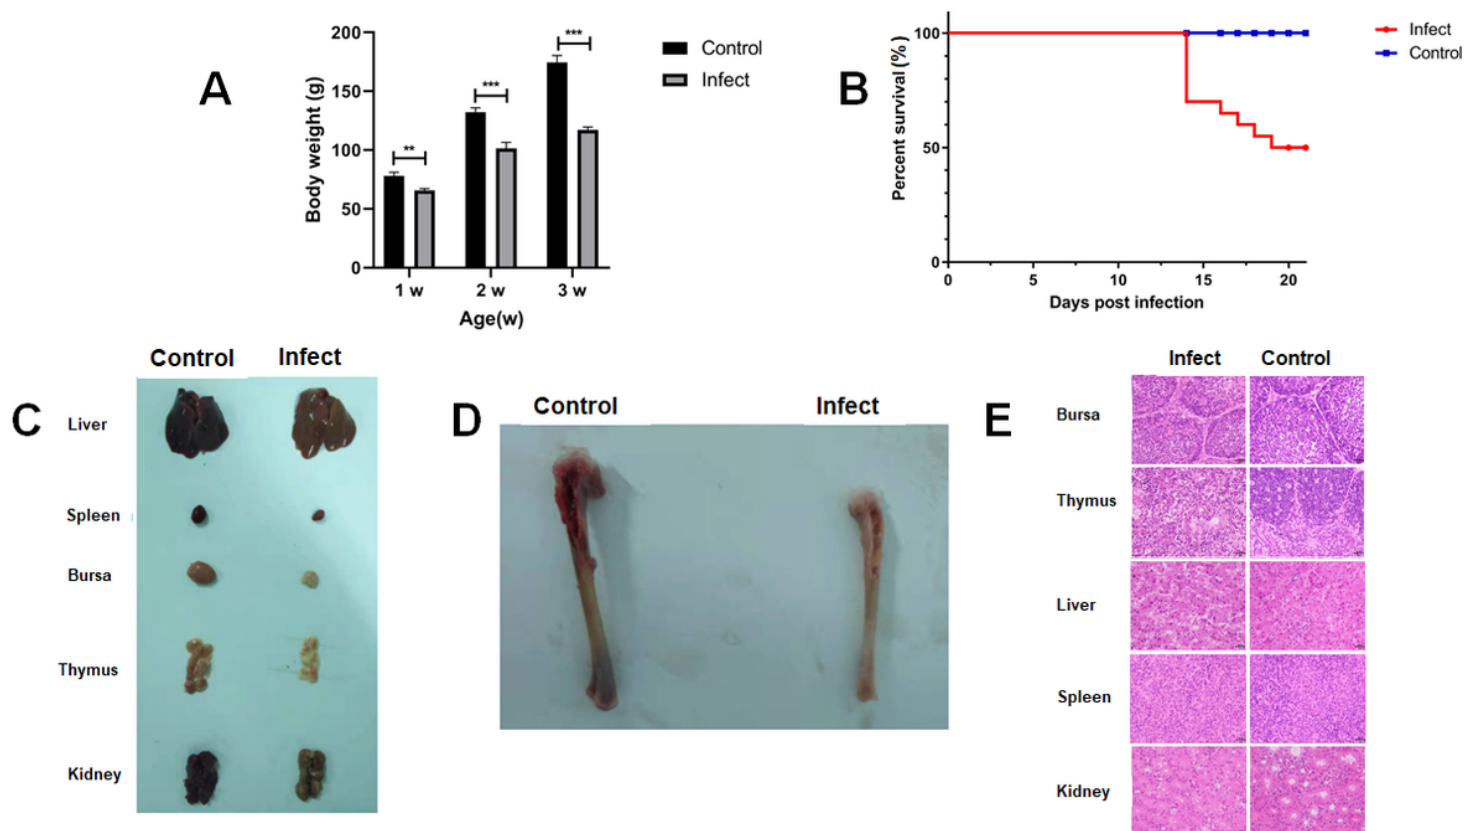 A
Body weight (g)
200
150
100
50
0
**
***
***
1 w
2 w
3 w
Age(w)
Control
Infect
B
Percent survival (%)
100
50
0
0
5
10
15
20
Days post infection
Infect
Control
C
Control
Infect
Liver
Spleen
Bursa
Thymus
Kidney
D
Control
Infect
E
Infect
Control
Bursa
Thymus
Liver
Spleen
Kidney